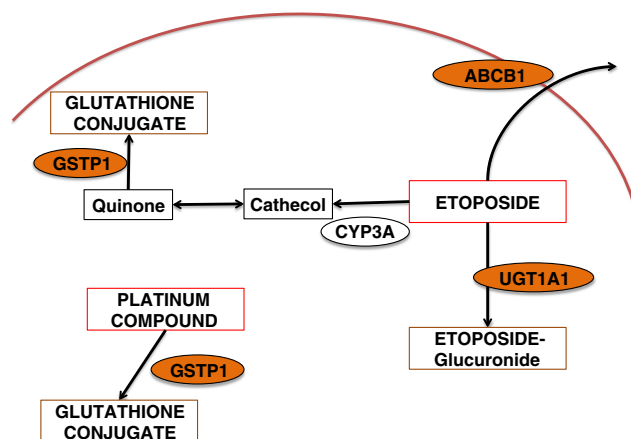 ABCB1
GLUTATHIONE
CONJUGATE
GSTP1
Quinone
Cathecol
ETOPOSIDE
CYP3A
UGT1A1
PLATINUM
COMPOUND
ETOPOSIDE-
Glucuronide
GSTP1
GLUTATHIONE
CONJUGATE